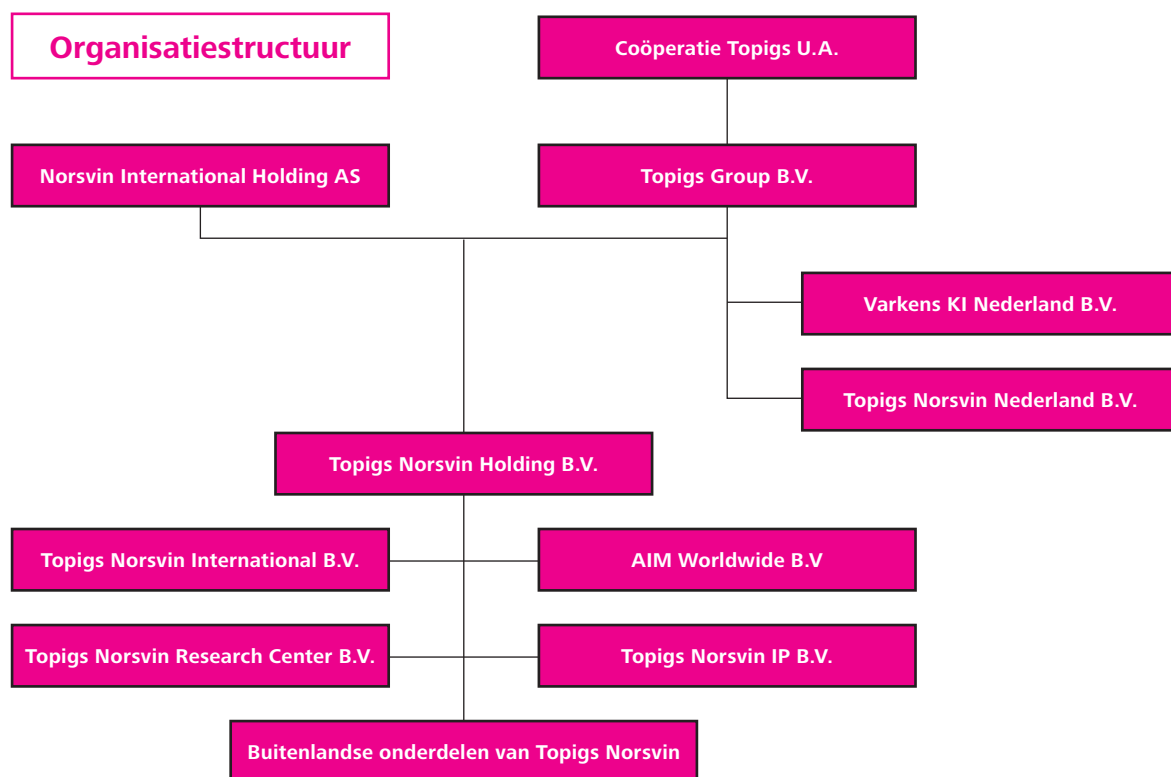 Organisatiestructuur
Coöperatie Topigs U.A.
Norsvin International Holding AS
Topigs Group B.V.
Varkens KI Nederland B.V.
Topigs Norsvin Nederland B.V.
Topigs Norsvin Holding B.V.
Topigs Norsvin International B.V.
AIM Worldwide B.V
Topigs Norsvin Research Center B.V.
Topigs Norsvin IP B.V.
Buitenlandse onderdelen van Topigs Norsvin